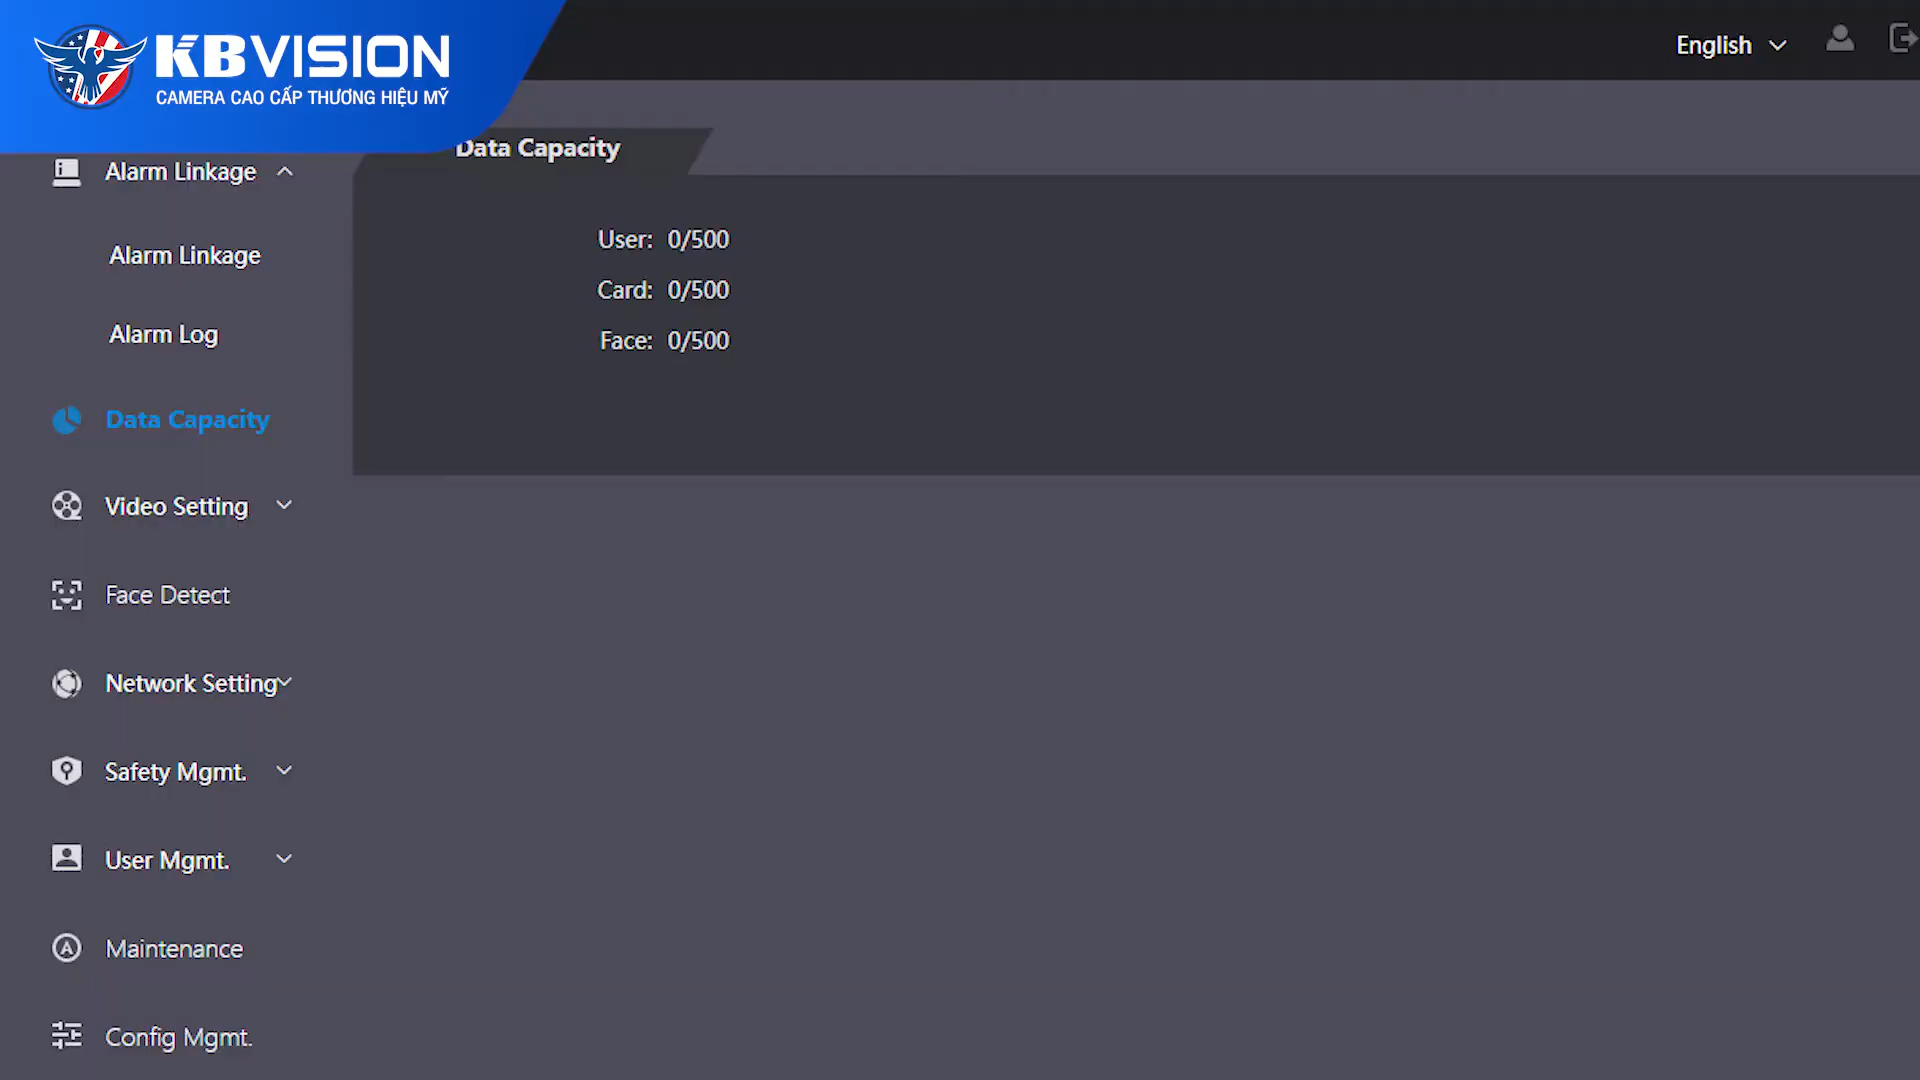 KBVISION
CAMERA CAO CẤP THƯƠNG HIỆU MỸ
English
Data Capacity
Alarm Linkage
User: 0/500
Alarm Linkage
Card: 0/500
Alarm Log
Face: 0/500
Data Capacity
Video Setting
Face Detect
Network Setting
Safety Mgmt.
User Mgmt.
Maintenance
Config Mgmt.